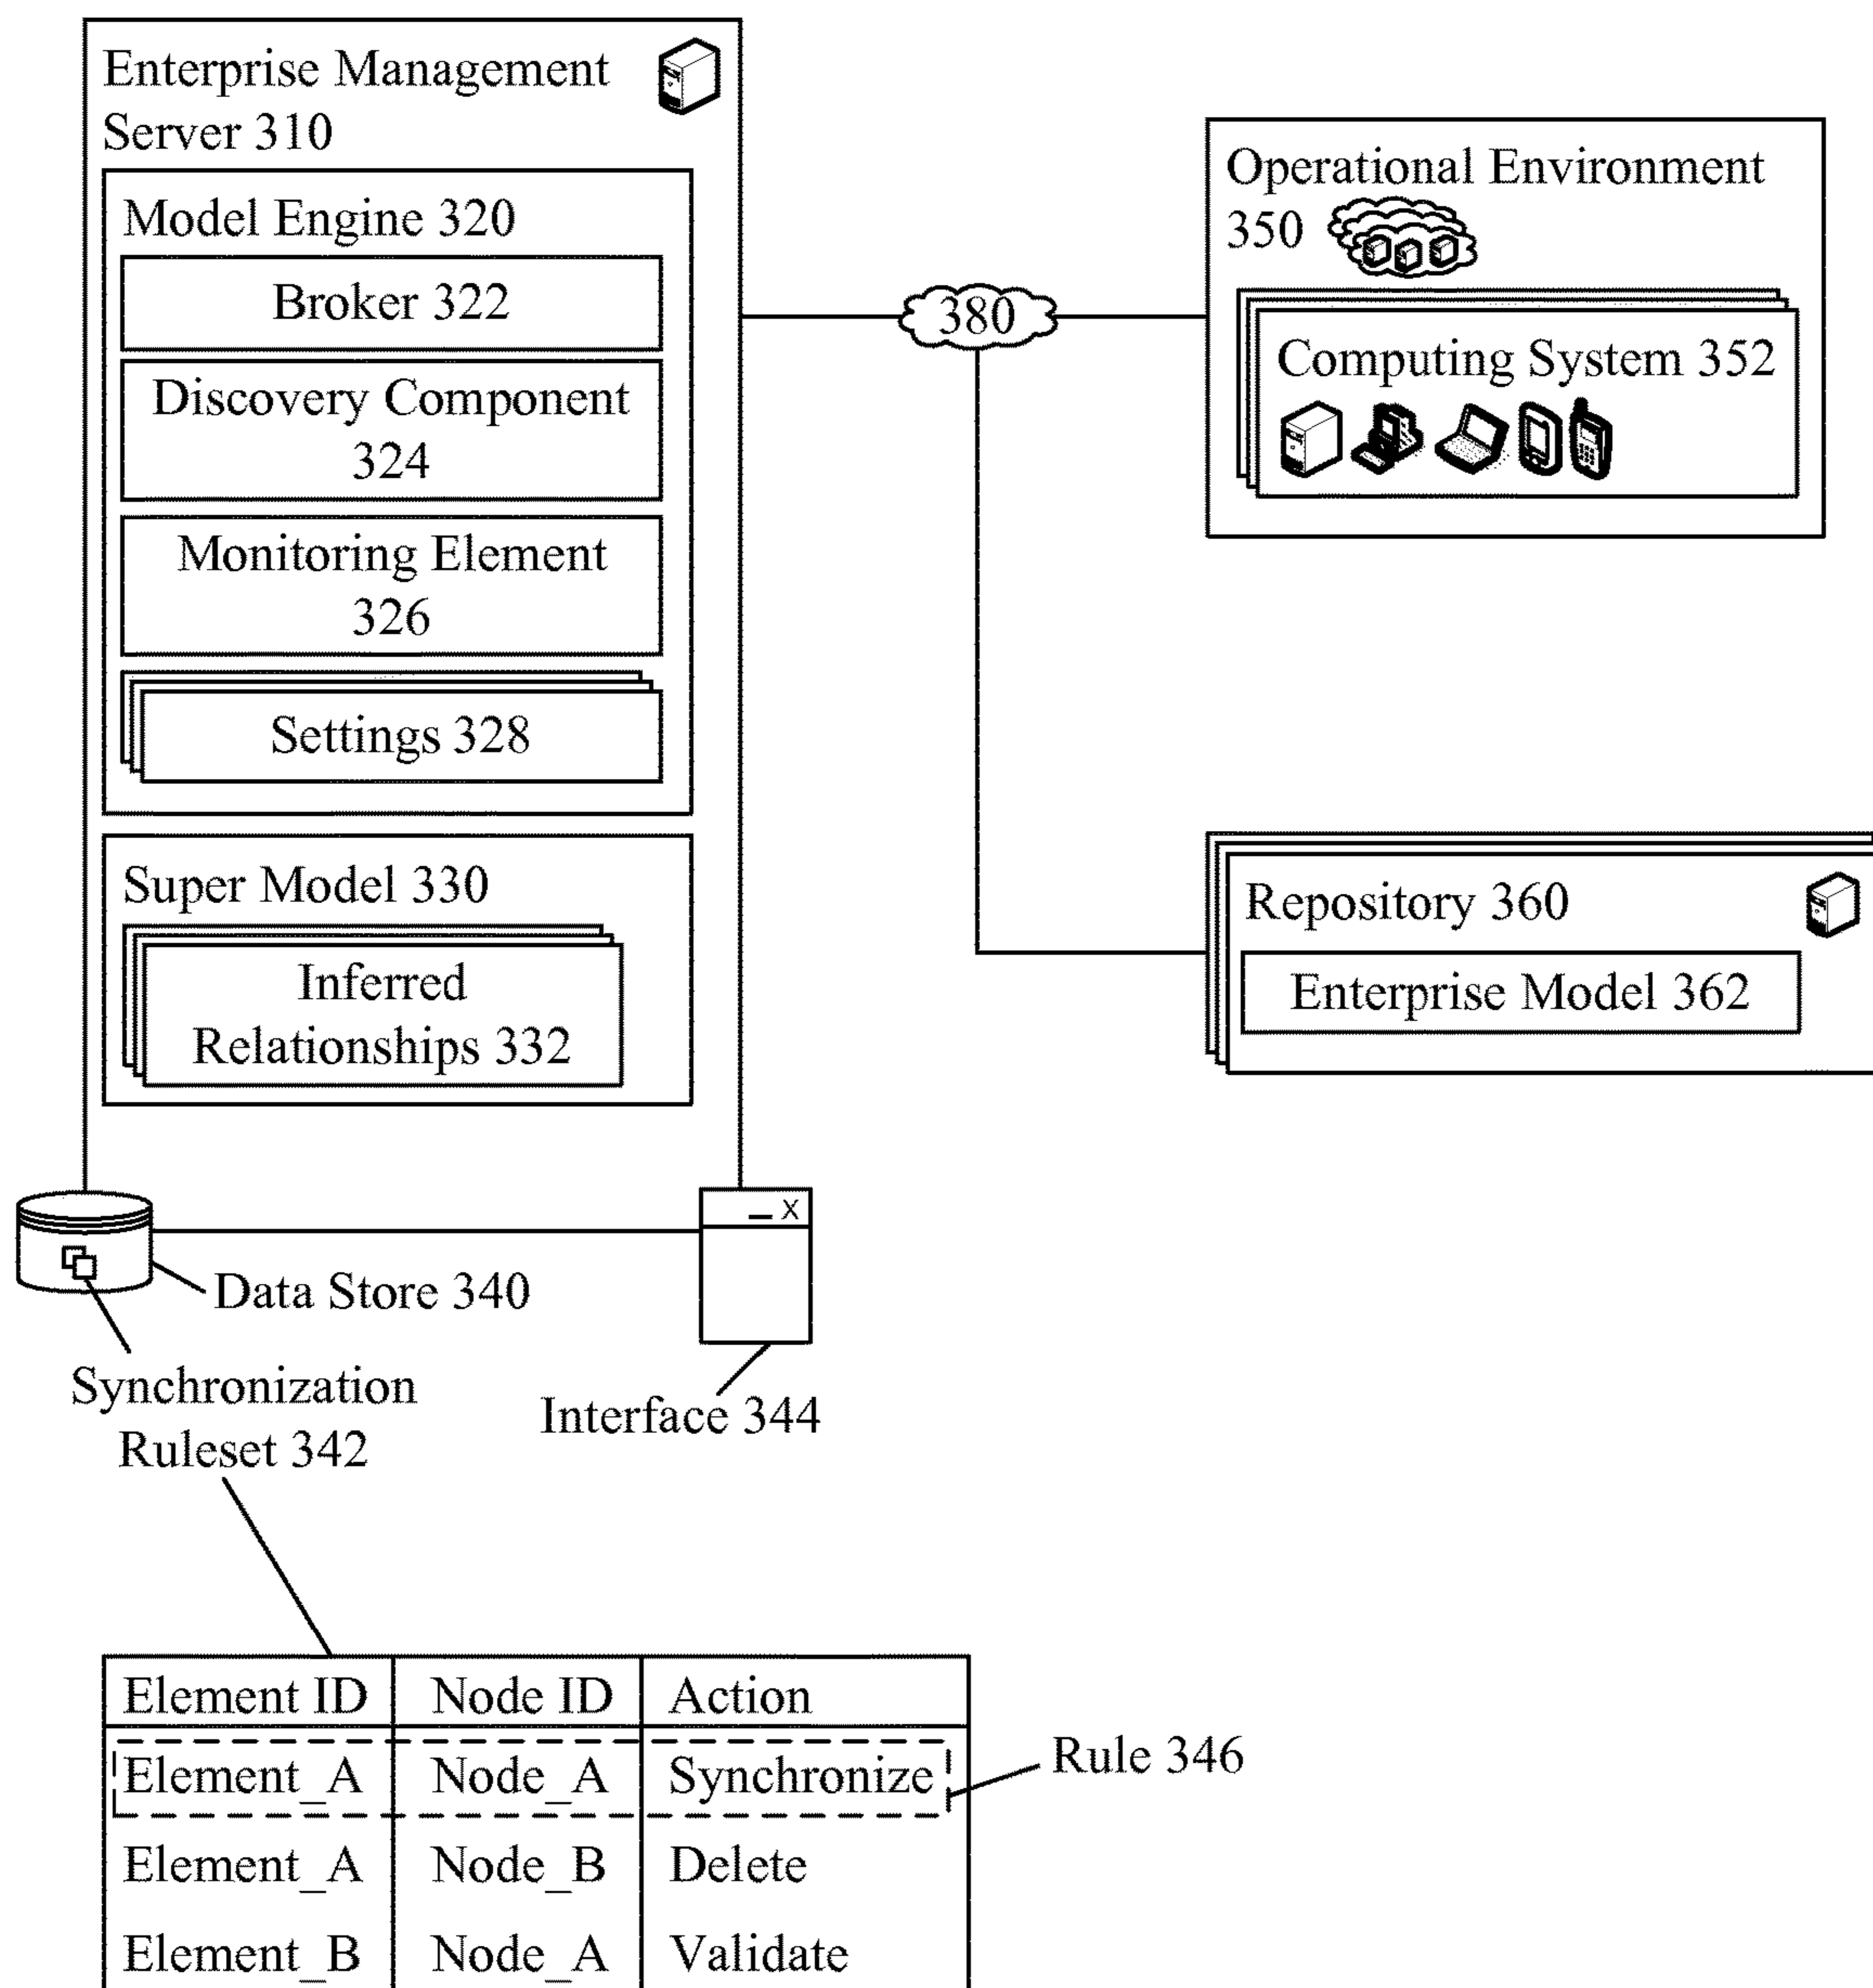 Enterprise Management
Server 310
Model Engine 320
Broker 322
Discovery Component
324
Monitoring Element
326
Settings 328
Super Model 330
Inferred
Relationships 332
380
Operational Environment
350
Computing System 352
Repository 360
Enterprise Model 362
X
Data Store 340
Synchronization
Ruleset 342
Interface 344
Element ID Node ID Action
Element_A Node_A Synchronize
Rule 346
Element_A Node_B Delete
Element_B Node_A Validate